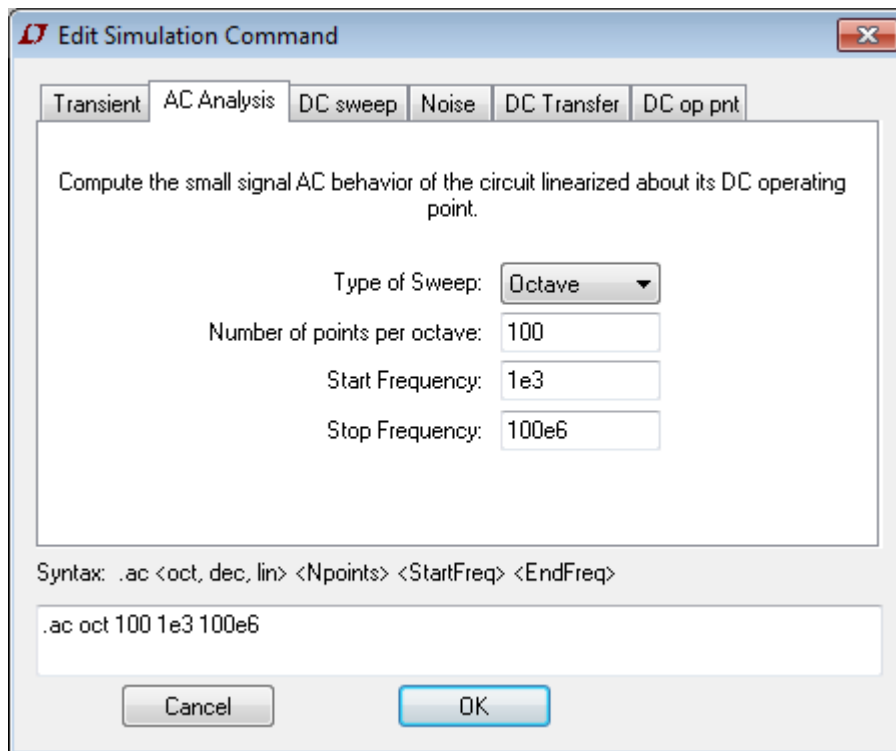 Edit Simulation Command
Transient AC Analysis DC sweep Noise DC Transfer DC op pnt
Compute the small signal AC behavior of the circuit linearized about its DC operating
point.
Type of Sweep: Octave
Number of points per octave: 100
Start Frequency: 1e3
Stop Frequency: 100e6
Syntax: .ac <oct, dec, lin> <Npoints> <StartFreq> <EndFreq>
.ac oct 100 1e3 100e6
Cancel OK